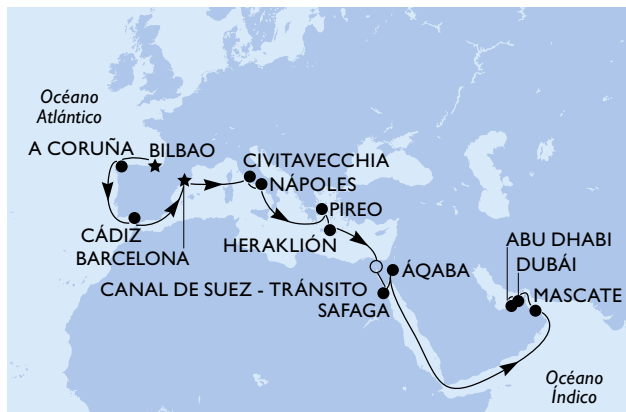 Océano
Atlántico
A CORUÑA
BILBAO
CIVITAVECCHIA
NÁPOLES
PIREO
CÁDIZ
BARCELONA
HERAKLIÓN
ABU DHABI
DUBÁI
ÁQABA
CANAL DE SUEZ - TRÁNSITO
MASCATE
SAFAGA
Océano
Índico